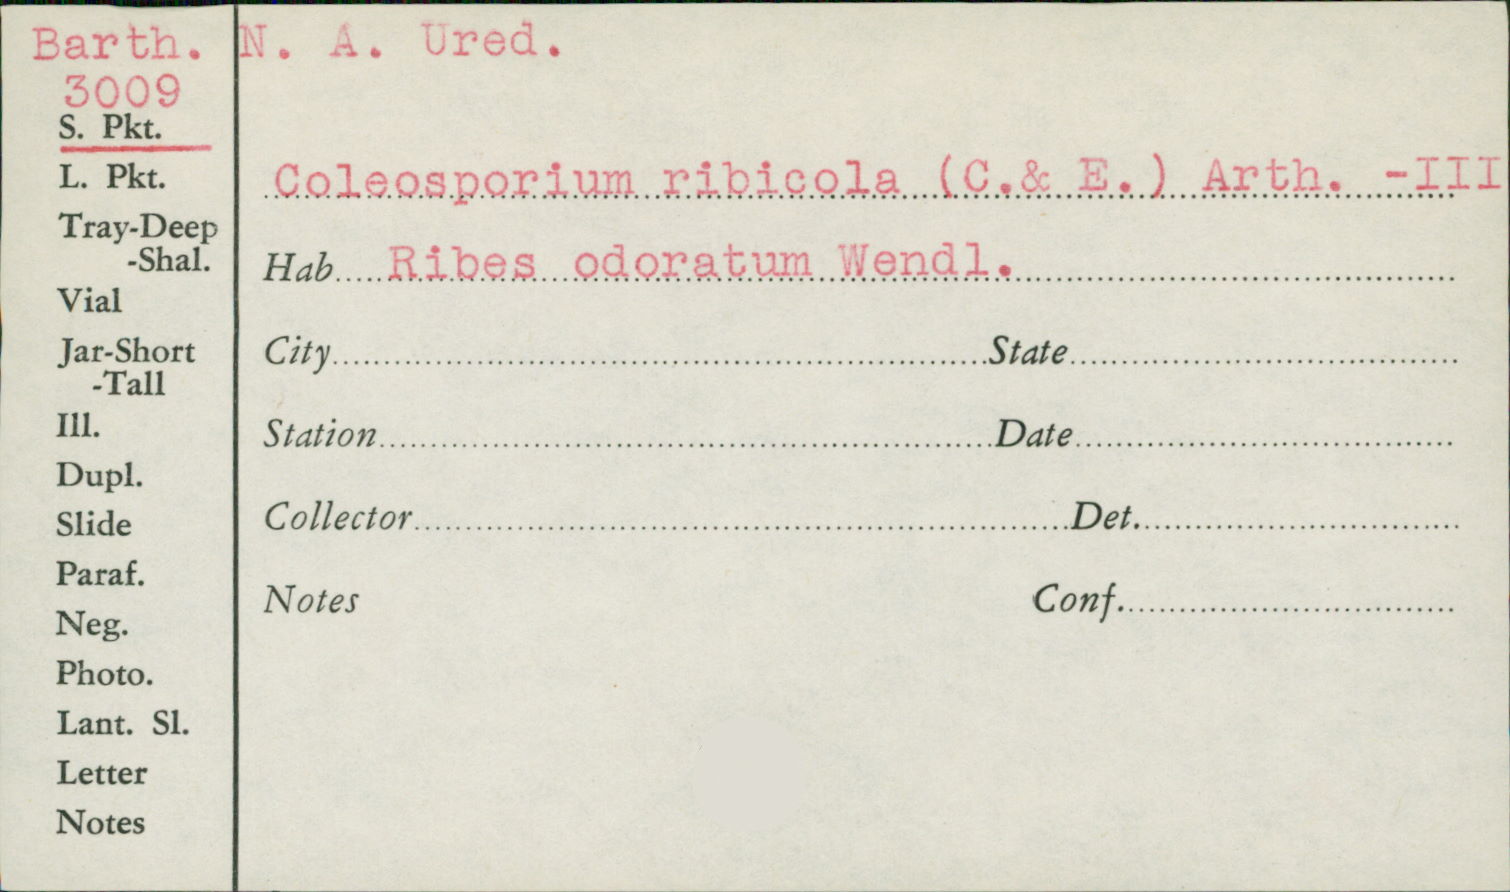 Barth. N. A. Ured.
3009
S. Pkt.
L. Pkt.
Tray-Deep
-Shal.
Vial
Jar-Short
-Tall
Ill.
Dupl.
Slide
Paraf.
Neg.
Photo.
Lant. Sl.
Letter
Notes
Coleosporium ribicola (C.& E.) Arth. -III
Hab Ribes odoratum Wendl.
City State
Station Date
Collector Det.
Notes Conf.